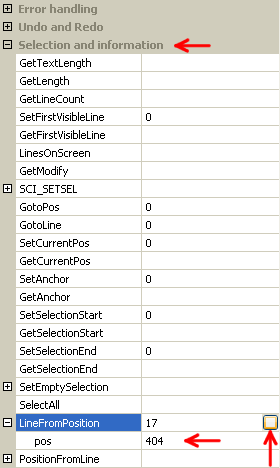 Error handling
Undo and Redo
Selection and information
GetTextLength
GetLength
GetLineCount
SetFirstVisibleLine 0
GetFirstVisibleLine
LinesOnScreen
GetModify
SCI_SETSEL
GotoPos 0
GotoLine 0
SetCurrentPos 0
GetCurrentPos
SetAnchor 0
GetAnchor
SetSelectionStart 0
GetSelectionStart
SetSelectionEnd 0
GetSelectionEnd
SetEmptySelection
SelectAll
LineFromPosition 17
pos 404
PositionFromLine